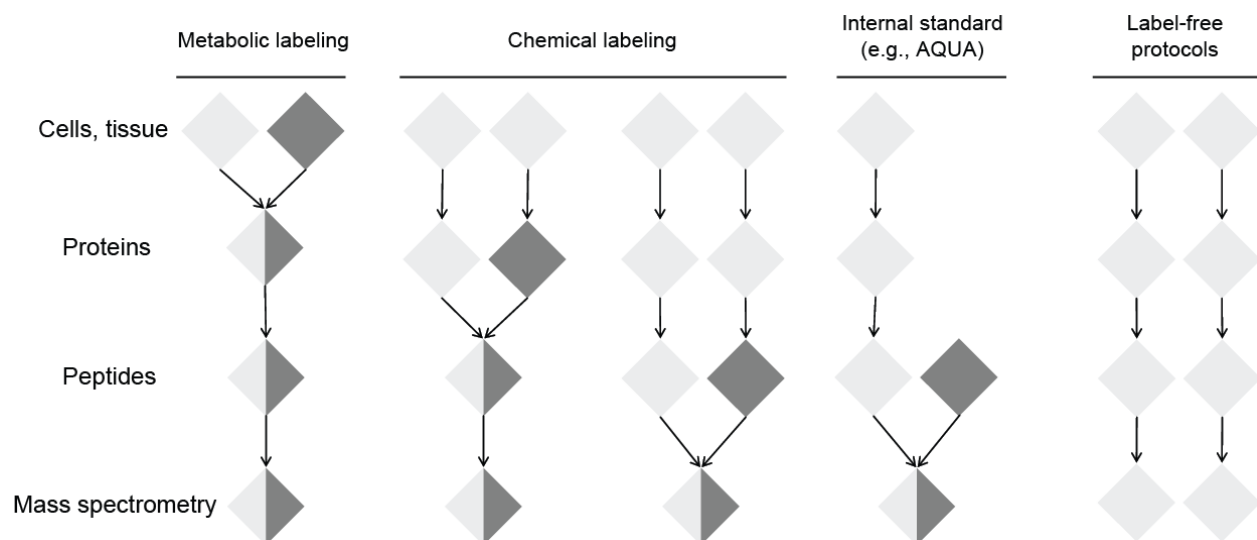 Metabolic labeling
Chemical labeling
Internal standard
(e.g., AQUA)
Label-free
protocols
Cells, tissue
Proteins
Peptides
Mass spectrometry